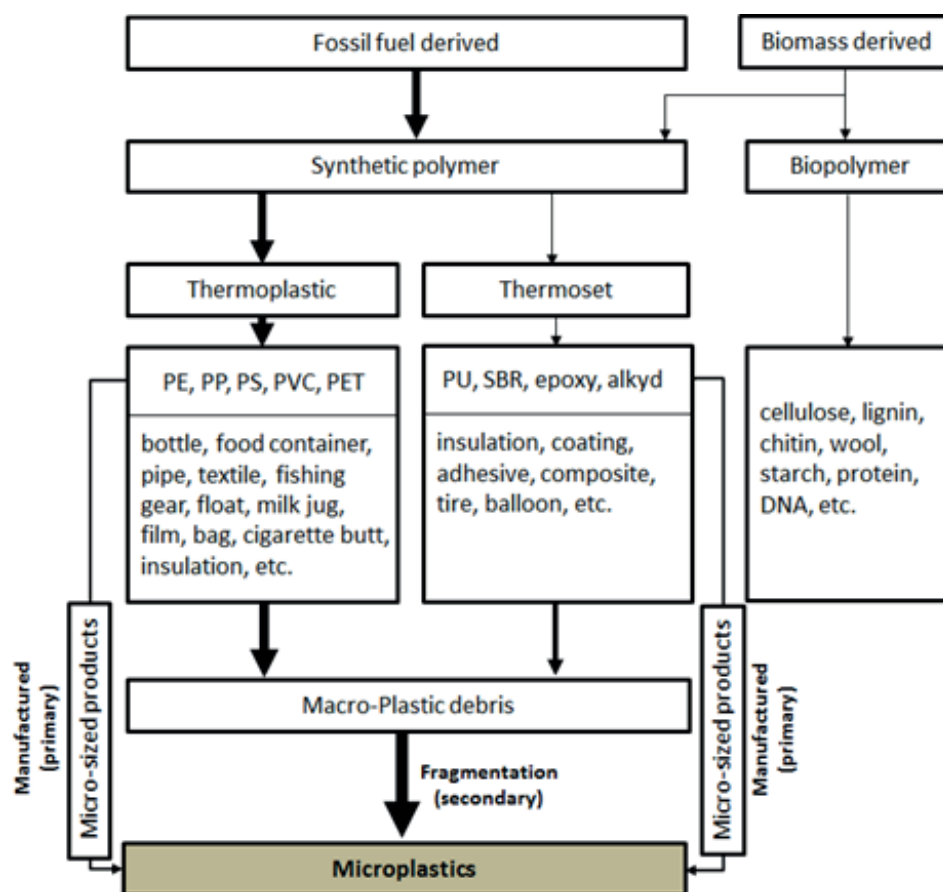 Fossil fuel derived
Biomass derived
Synthetic polymer
Biopolymer
Thermoplastic
Thermoset
PE, PP, PS, PVC, PET
bottle, food container,
pipe, textile, fishing
gear, float, milk jug,
film, bag, cigarette butt,
insulation, etc.
PU, SBR, epoxy, alkyd
insulation, coating,
adhesive, composite,
tire, balloon, etc.
cellulose, lignin,
chitin, wool,
starch, protein,
DNA, etc.
Manufactured
(primary)
Micro-sized products
Macro-Plastic debris
Micro-sized products
Manufactured
(primary)
Fragmentation
(secondary)
Microplastics